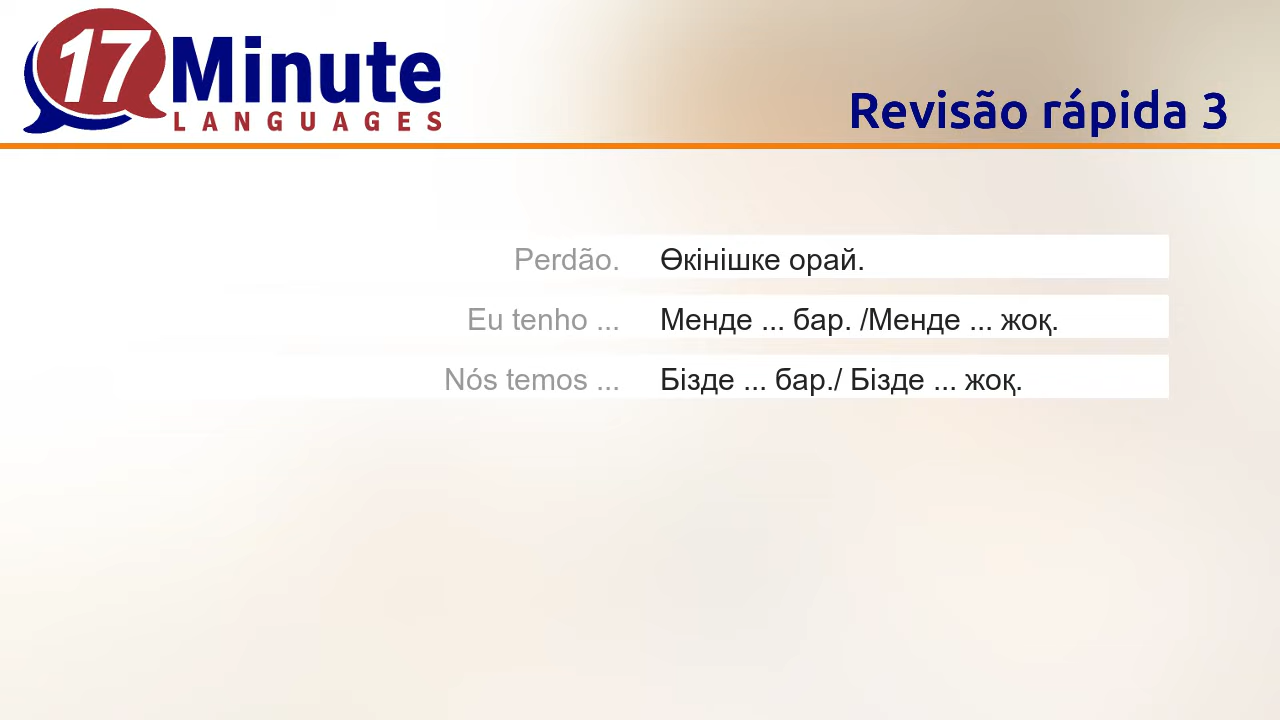 17 Minute
LANGUAGES
Revisão rápida 3
Perdão. Өкінішке орай.
Eu tenho ... Менде ... бар. /Менде ... жоқ.
Nós temos ... Бізде ... бар./ Бізде ... жоқ.